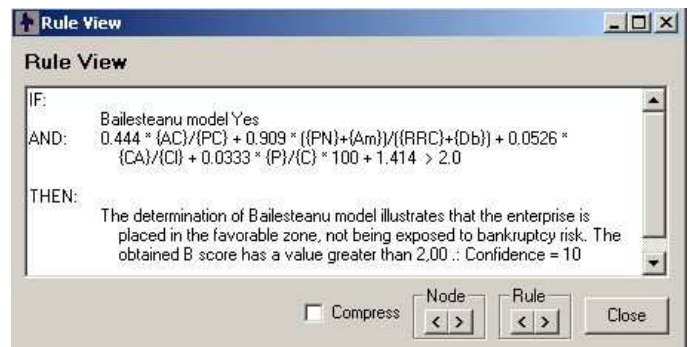 Rule View
Rule View
IF:
Bailesteanu model Yes
AND: 0.444 * {AC}/{PC} + 0.909 * ({PN}+{Am})/({RRC}+{Db}) + 0.0526 *
{CA}/{CI} + 0.0333 * {P}/{C} * 100 + 1.414 > 2.0
THEN:
The determination of Bailesteanu model illustrates that the enterprise is
placed in the favorable zone, not being exposed to bankruptcy risk. The
obtained B score has a value greater than 2,00 .: Confidence = 10
Compress Node < > Rule < > Close